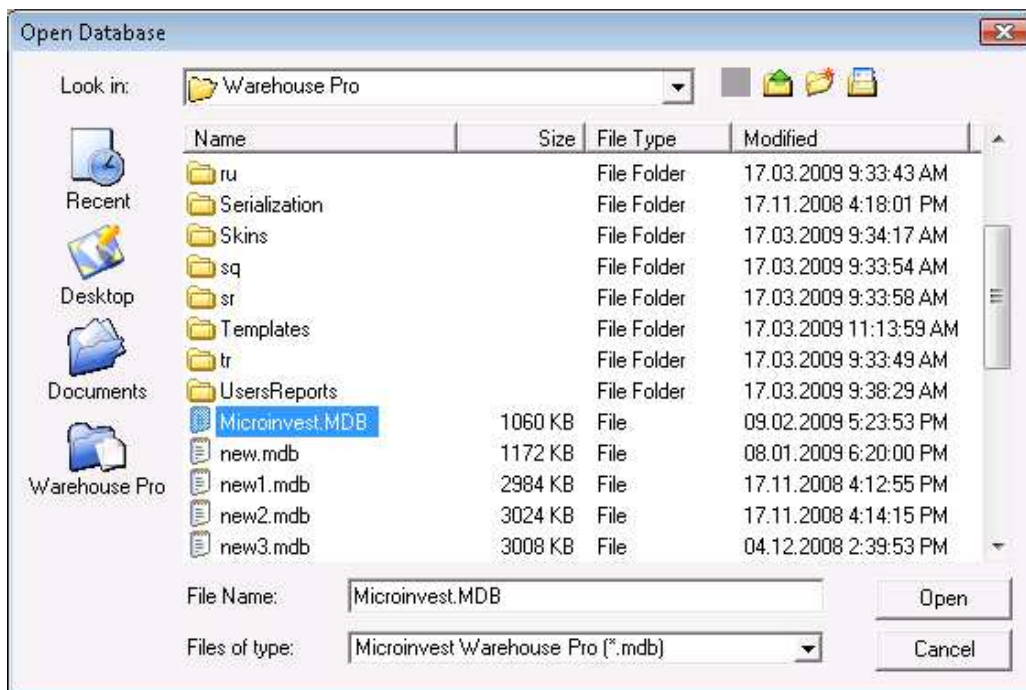 Open Database
Look in: Warehouse Pro
Name Size File Type Modified
ru File Folder 17.03.2009 9:33:43 AM
Serialization File Folder 17.11.2008 4:18:01 PM
Skins File Folder 17.03.2009 9:34:17 AM
sq File Folder 17.03.2009 9:33:54 AM
sr File Folder 17.03.2009 9:33:58 AM
Templates File Folder 17.03.2009 11:13:59 AM
tr File Folder 17.03.2009 9:33:49 AM
UsersReports File Folder 17.03.2009 9:38:29 AM
Microinvest.MDB 1060 KB File 09.02.2009 5:23:53 PM
new.mdb 1172 KB File 08.01.2009 6:20:00 PM
new1.mdb 2984 KB File 17.11.2008 4:12:55 PM
new2.mdb 3024 KB File 17.11.2008 4:14:15 PM
new3.mdb 3008 KB File 04.12.2008 2:39:53 PM
Recent
Desktop
Documents
Warehouse Pro
File Name: Microinvest.MDB Open
Files of type: Microinvest Warehouse Pro (*.mdb) Cancel